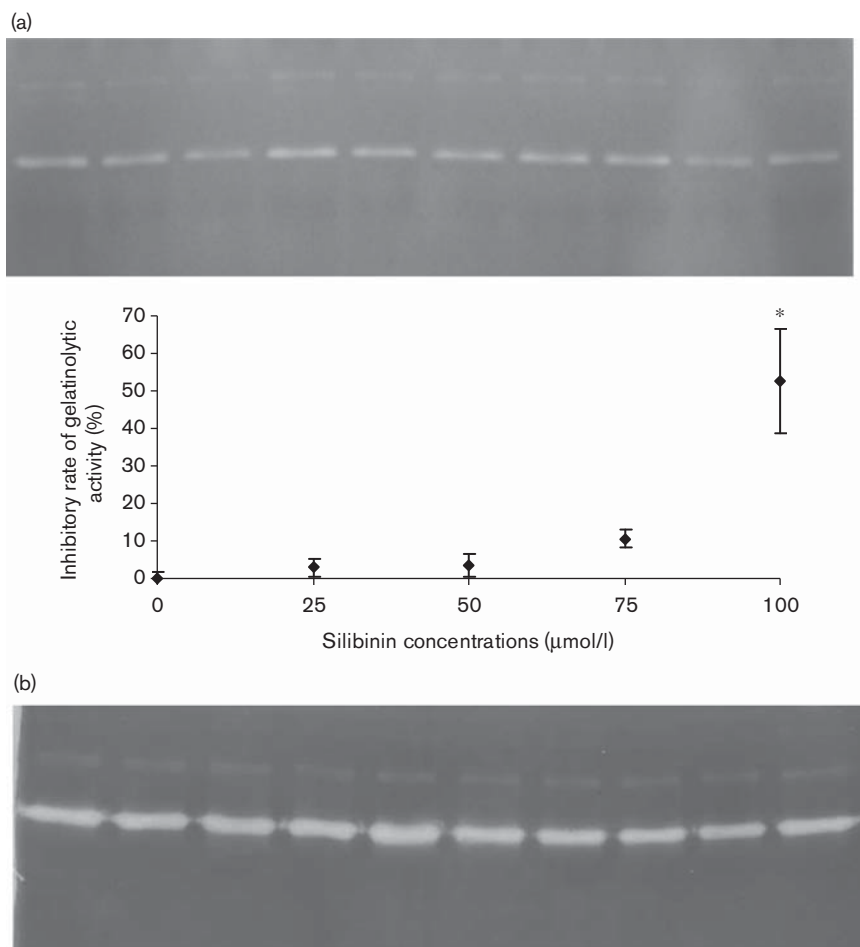 (a)
Inhibitory rate of gelatinolytic
activity (%)
70
60
50
40
30
20
10
0
*
0 25 50 75 100
Silibinin concentrations (μmol/l)
(b)